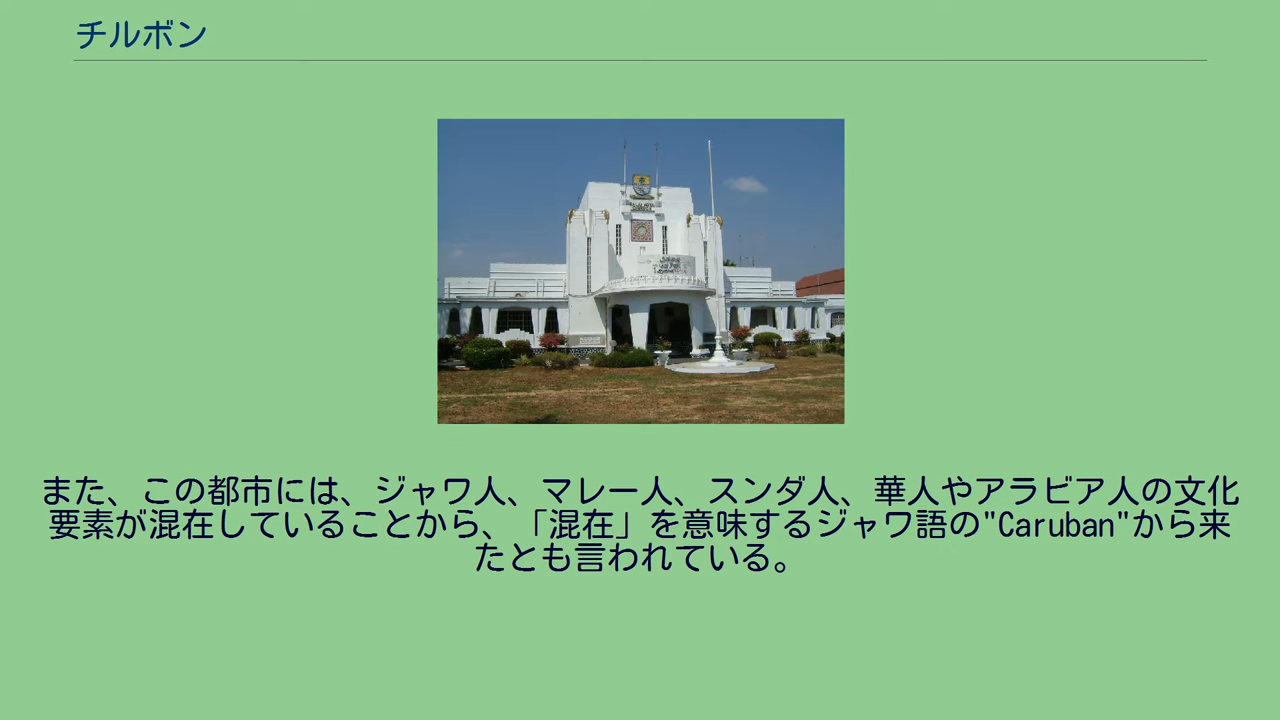 チルボン
また、この都市には、ジャワ人、マレー人、スンダ人、華人やアラビア人の文化
要素が混在していることから、「混在」を意味するジャワ語の"Caruban"から来
たとも言われている。